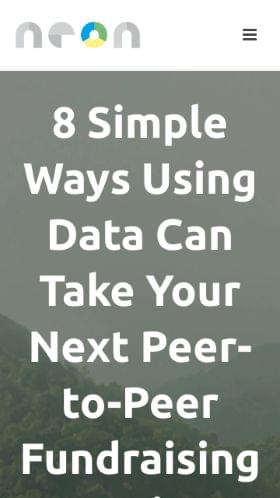 neon
8 Simple
Ways Using
Data Can
Take Your
Next Peer-
to-Peer
Fundraising